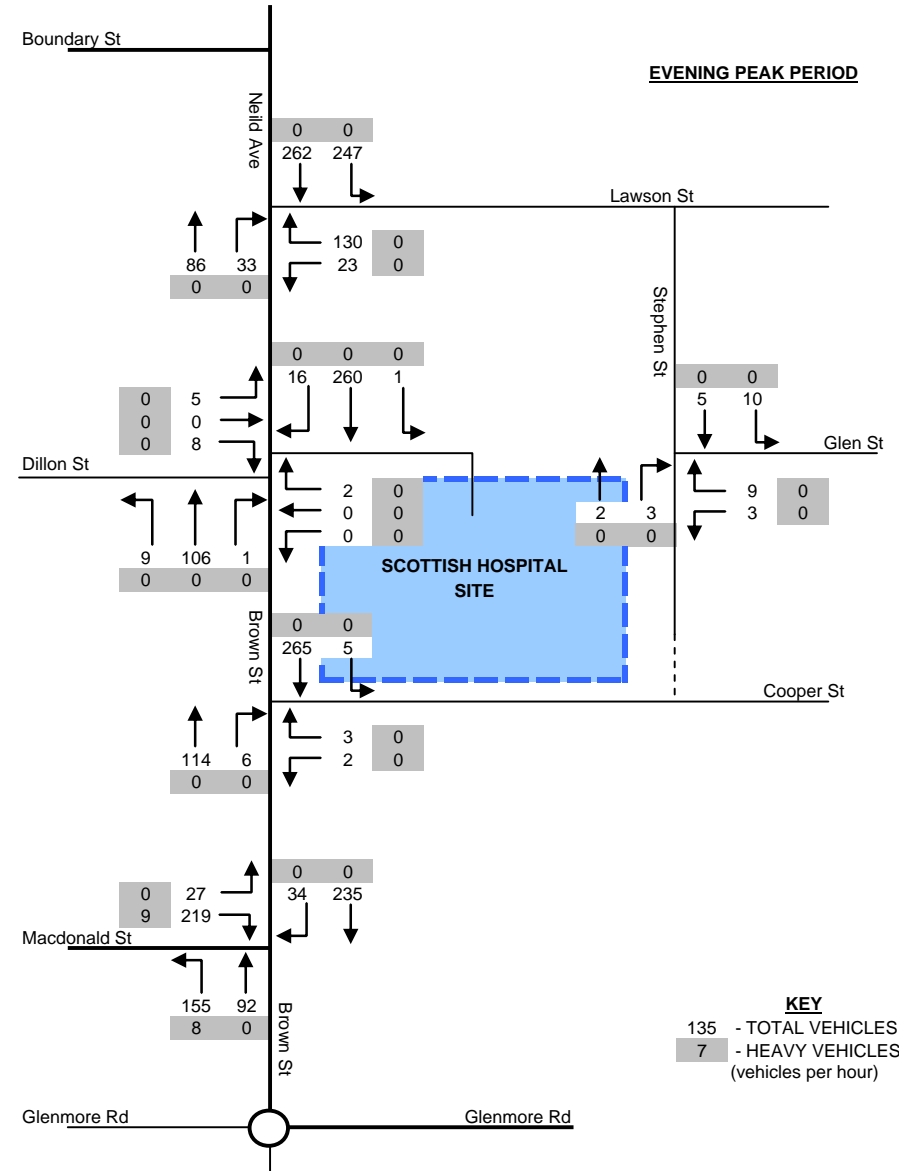 Boundary St
EVENING PEAK PERIOD
Neild Ave
0 0
262 247
Lawson St
130 0
86 33
23 0
0 0
Stephen St
0 0 0
16 260 1
0 0
0 5
5 10
0 0
0 8
Glen St
Dillon St
2 0
9 0
0 0
2 3
3 0
0 0
0 0
9 106 1
0 0 0
SCOTTISH HOSPITAL
SITE
Brown St
0 0
265 5
Cooper St
3 0
114 6
2 0
0 0
0 0
0 27
34 235
9 219
Macdonald St
155 92
8 0
Brown St
KEY
135 - TOTAL VEHICLES
7 - HEAVY VEHICLES
(vehicles per hour)
Glenmore Rd
Glenmore Rd